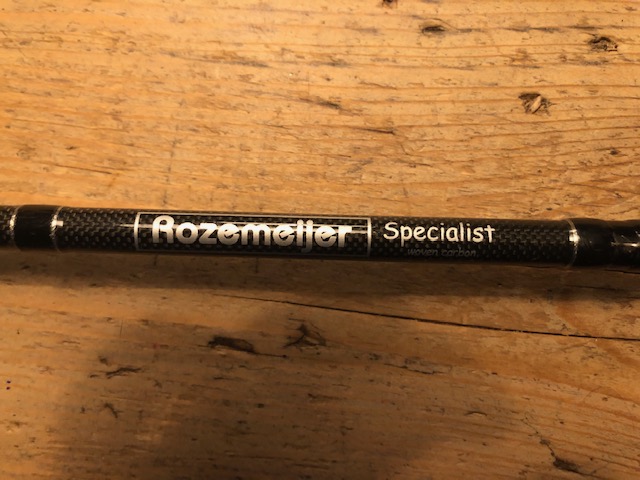 Rozemeijer Specialist
woven carbon